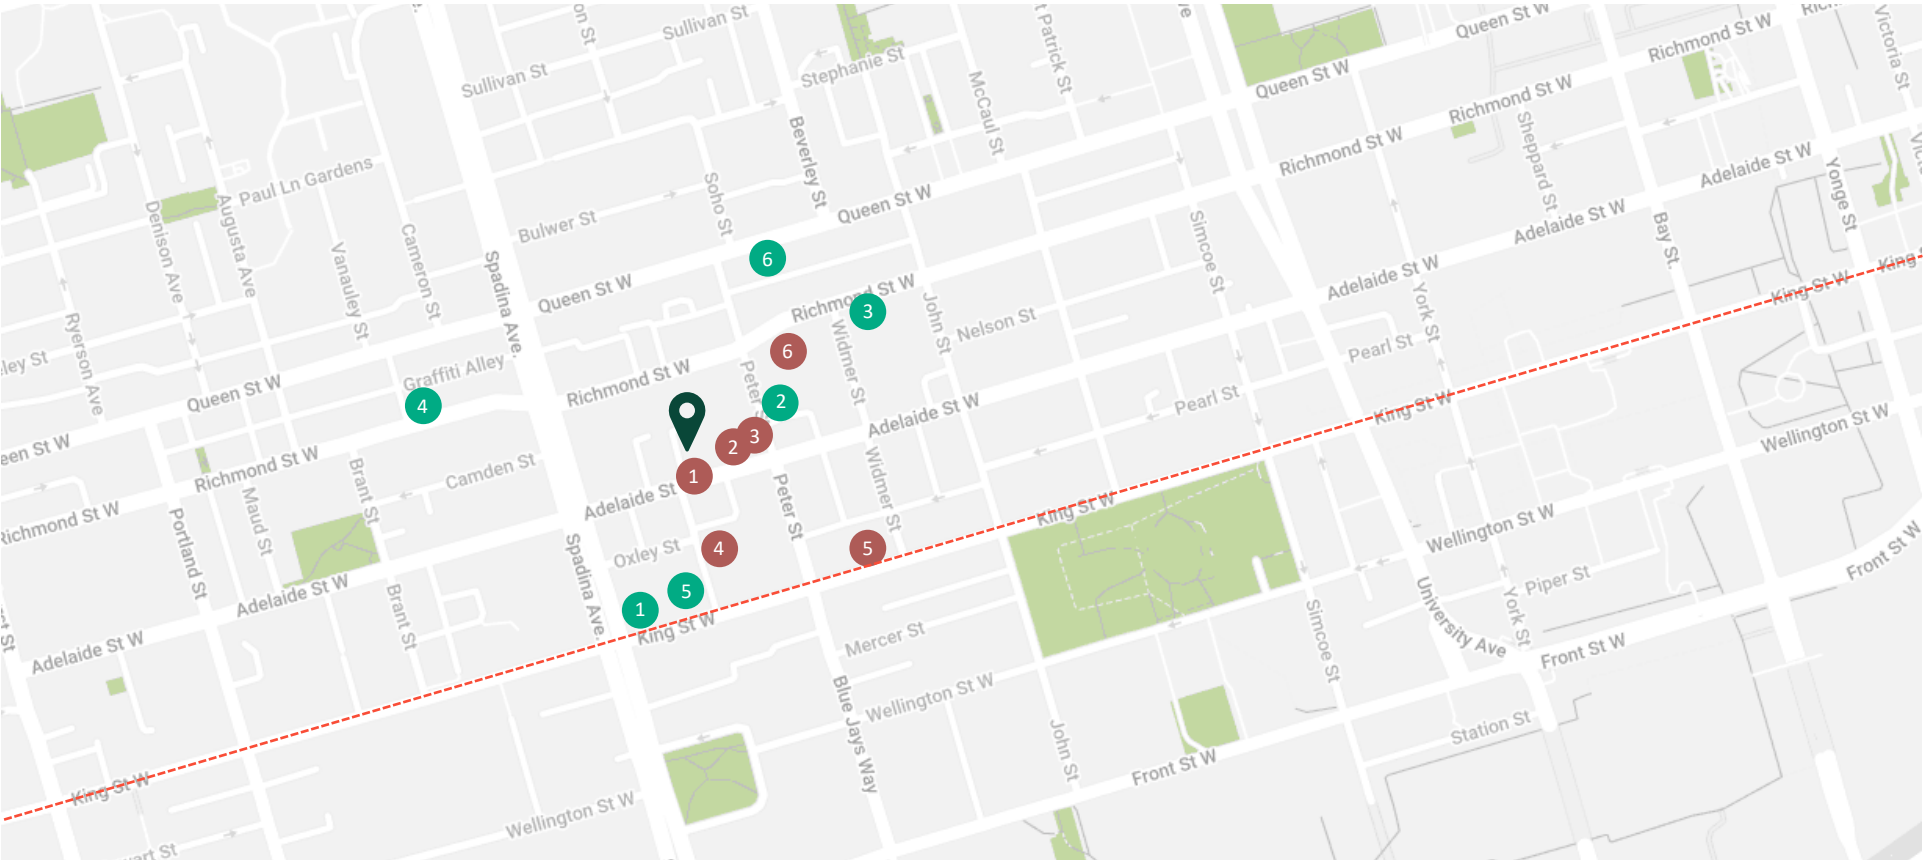 Sullivan St
Richmond St W
Queen St W
Victoria St
Sullivan St
Stephanie St
McCaul St
Queen St W
Richmond St W
Sheppard St
Beverley St
Richmond St W
Adelaide St W
Yonge St
Paul Ln Gardens
Soho St
Queen St W
Simcoe St
Adelaide St W
Bay St.
Denison Ave
Augusta Ave
Cameron St
Vanauley St
Bulwer St
Spadina Ave.
6
Queen St W
Richmond St W
3
John St
Nelson St
Adelaide St W
York St
King St W
Ryerson Ave
Widmer St
6
Pearl St
Graffiti Alley
Richmond St W
Peter S
2
Queen St W
4
Adelaide St W
Pearl St
King St W
Wellington St W
3
2
1
Richmond St W
Camden St
Adelaide St
Widmer St
Brant St
Maud St
Peter St
King St W
Richmond St W
Portland St
Spadina Ave.
Oxley St
4
5
Wellington St W
Front St W
5
1
King St W
Adelaide St W
Brant St
Mercer St
Simcoe St
University Ave
York St
Piper St
Front St W
Adelaide St W
Wellington St W
Blue Jays Way
John St
Station St
Front St W
King St W
Wellington St W